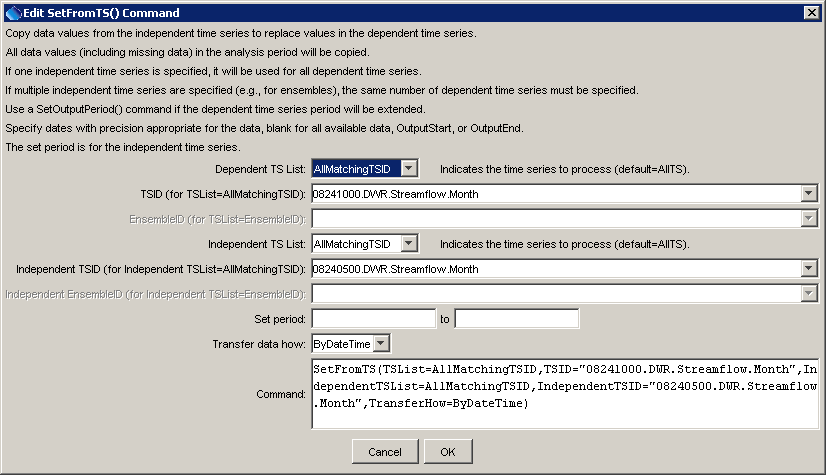 Edit SetFromTS() Command
Copy data values from the independent time series to replace values in the dependent time series.
All data values (including missing data) in the analysis period will be copied.
If one independent time series is specified, it will be used for all dependent time series.
If multiple independent time series are specified (e.g., for ensembles), the same number of dependent time series must be specified.
Use a SetOutputPeriod() command if the dependent time series period will be extended.
Specify dates with precision appropriate for the data, blank for all available data, OutputStart, or OutputEnd.
The set period is for the independent time series.
Dependent TS List: AllMatchingTSID Indicates the time series to process (default=AllTS).
TSID (for TSList=AllMatchingTSID): 08241000.DWR.Streamflow.Month
EnsembleID (for TSList=EnsembleID):
Independent TS List: AllMatchingTSID Indicates the time series to process (default=AllTS).
Independent TSID (for Independent TSList=AllMatchingTSID): 08240500.DWR.Streamflow.Month
Independent EnsembleID (for Independent TSList=EnsembleID):
Set period: to
Transfer data how: ByDateTime
Command: SetFromTS(TSList=AllMatchingTSID,TSID="08241000.DWR.Streamflow.Month",In
dependentTSList=AllMatchingTSID,IndependentTSID="08240500.DWR.Streamflow
.Month",TransferHow=ByDateTime)
Cancel OK